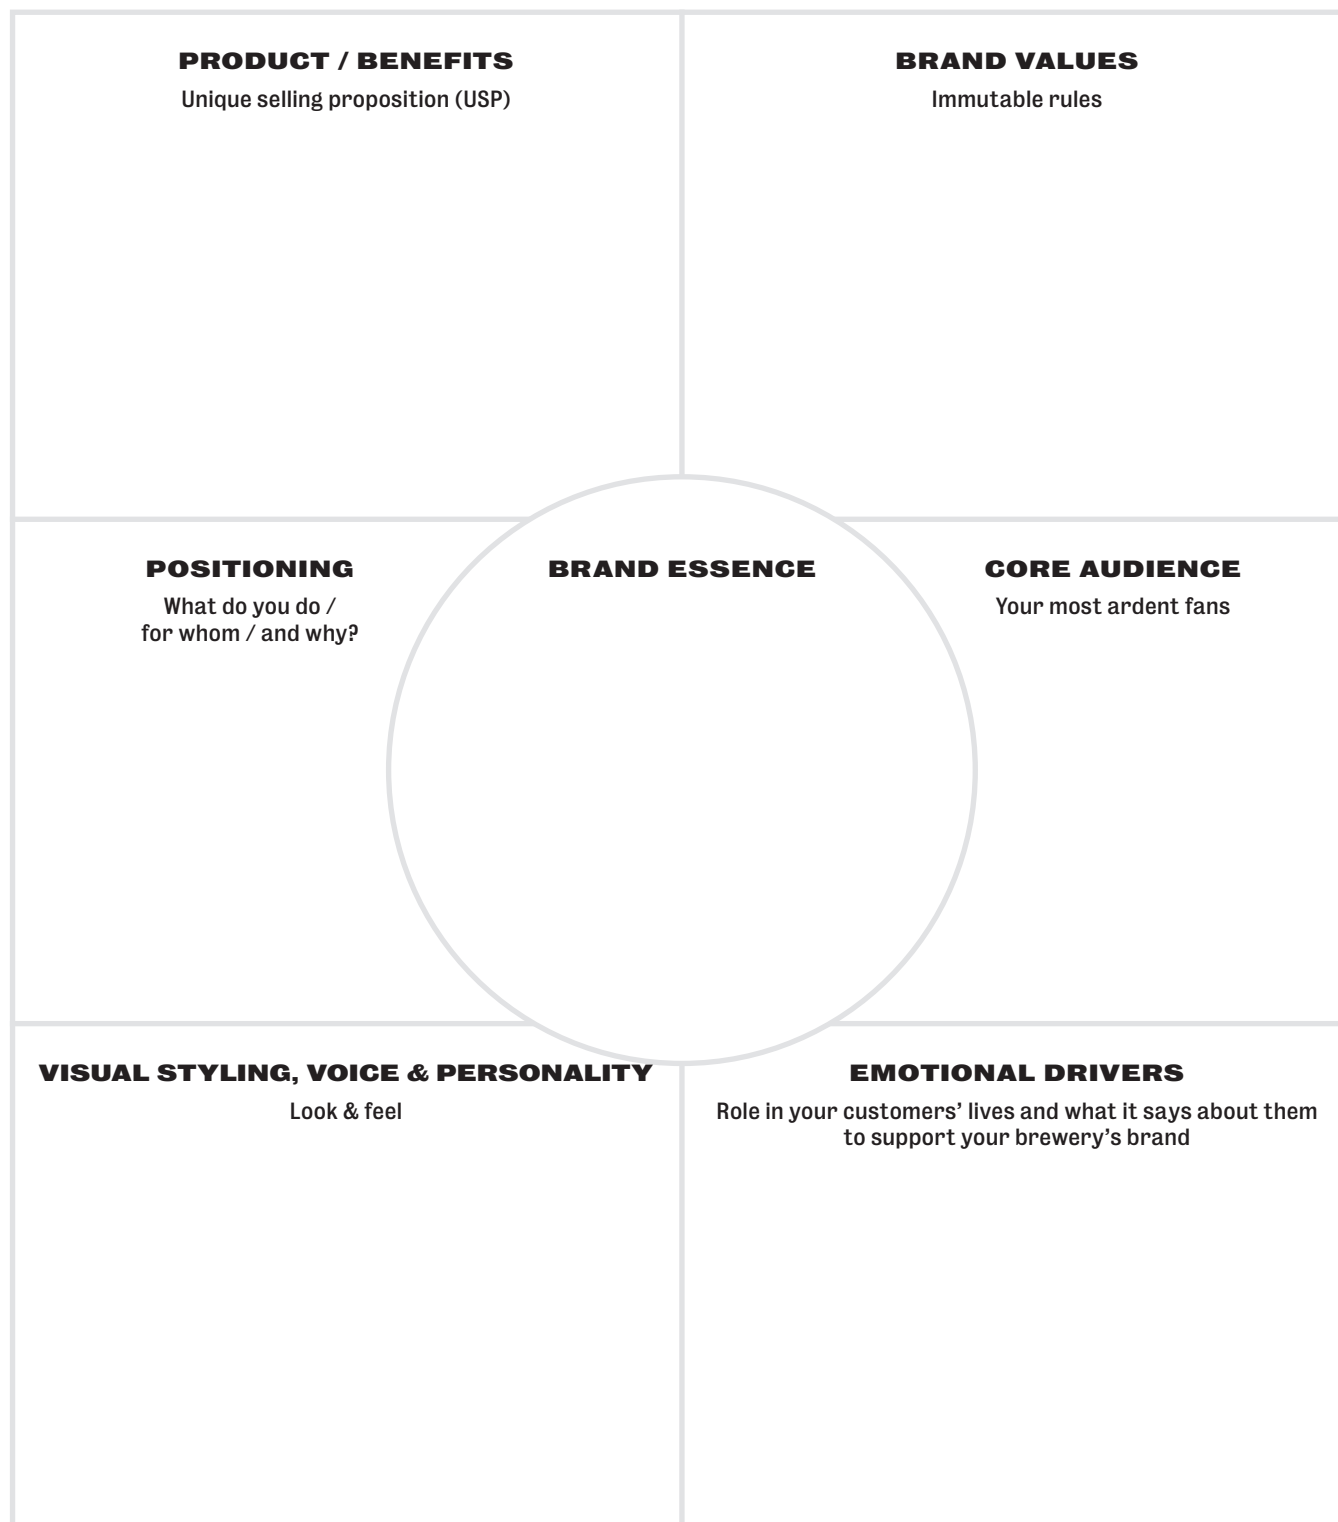 PRODUCT / BENEFITS
Unique selling proposition (USP)
BRAND VALUES
Immutable rules
POSITIONING
What do you do /
for whom / and why?
BRAND ESSENCE
CORE AUDIENCE
Your most ardent fans
VISUAL STYLING, VOICE & PERSONALITY
Look & feel
EMOTIONAL DRIVERS
Role in your customers’ lives and what it says about them
to support your brewery’s brand